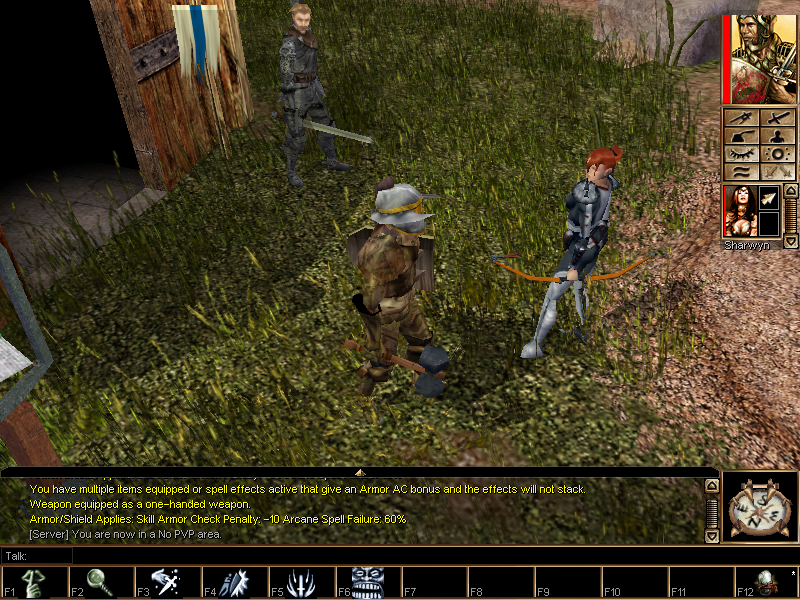 Sharwyn
You have multiple items equipped or spell effects active that give an Armor AC bonus and the effects will not stack.
Weapon equipped as a one-handed weapon.
Armor/Shield Applies: Skill Armor Check Penalty: -10 Arcane Spell Failure: 60%
[Server] You are now in a No PVP area.
Talk:
F1 F2 F3 F4 F5 F6 F7 F8 F9 F10 F11 F12